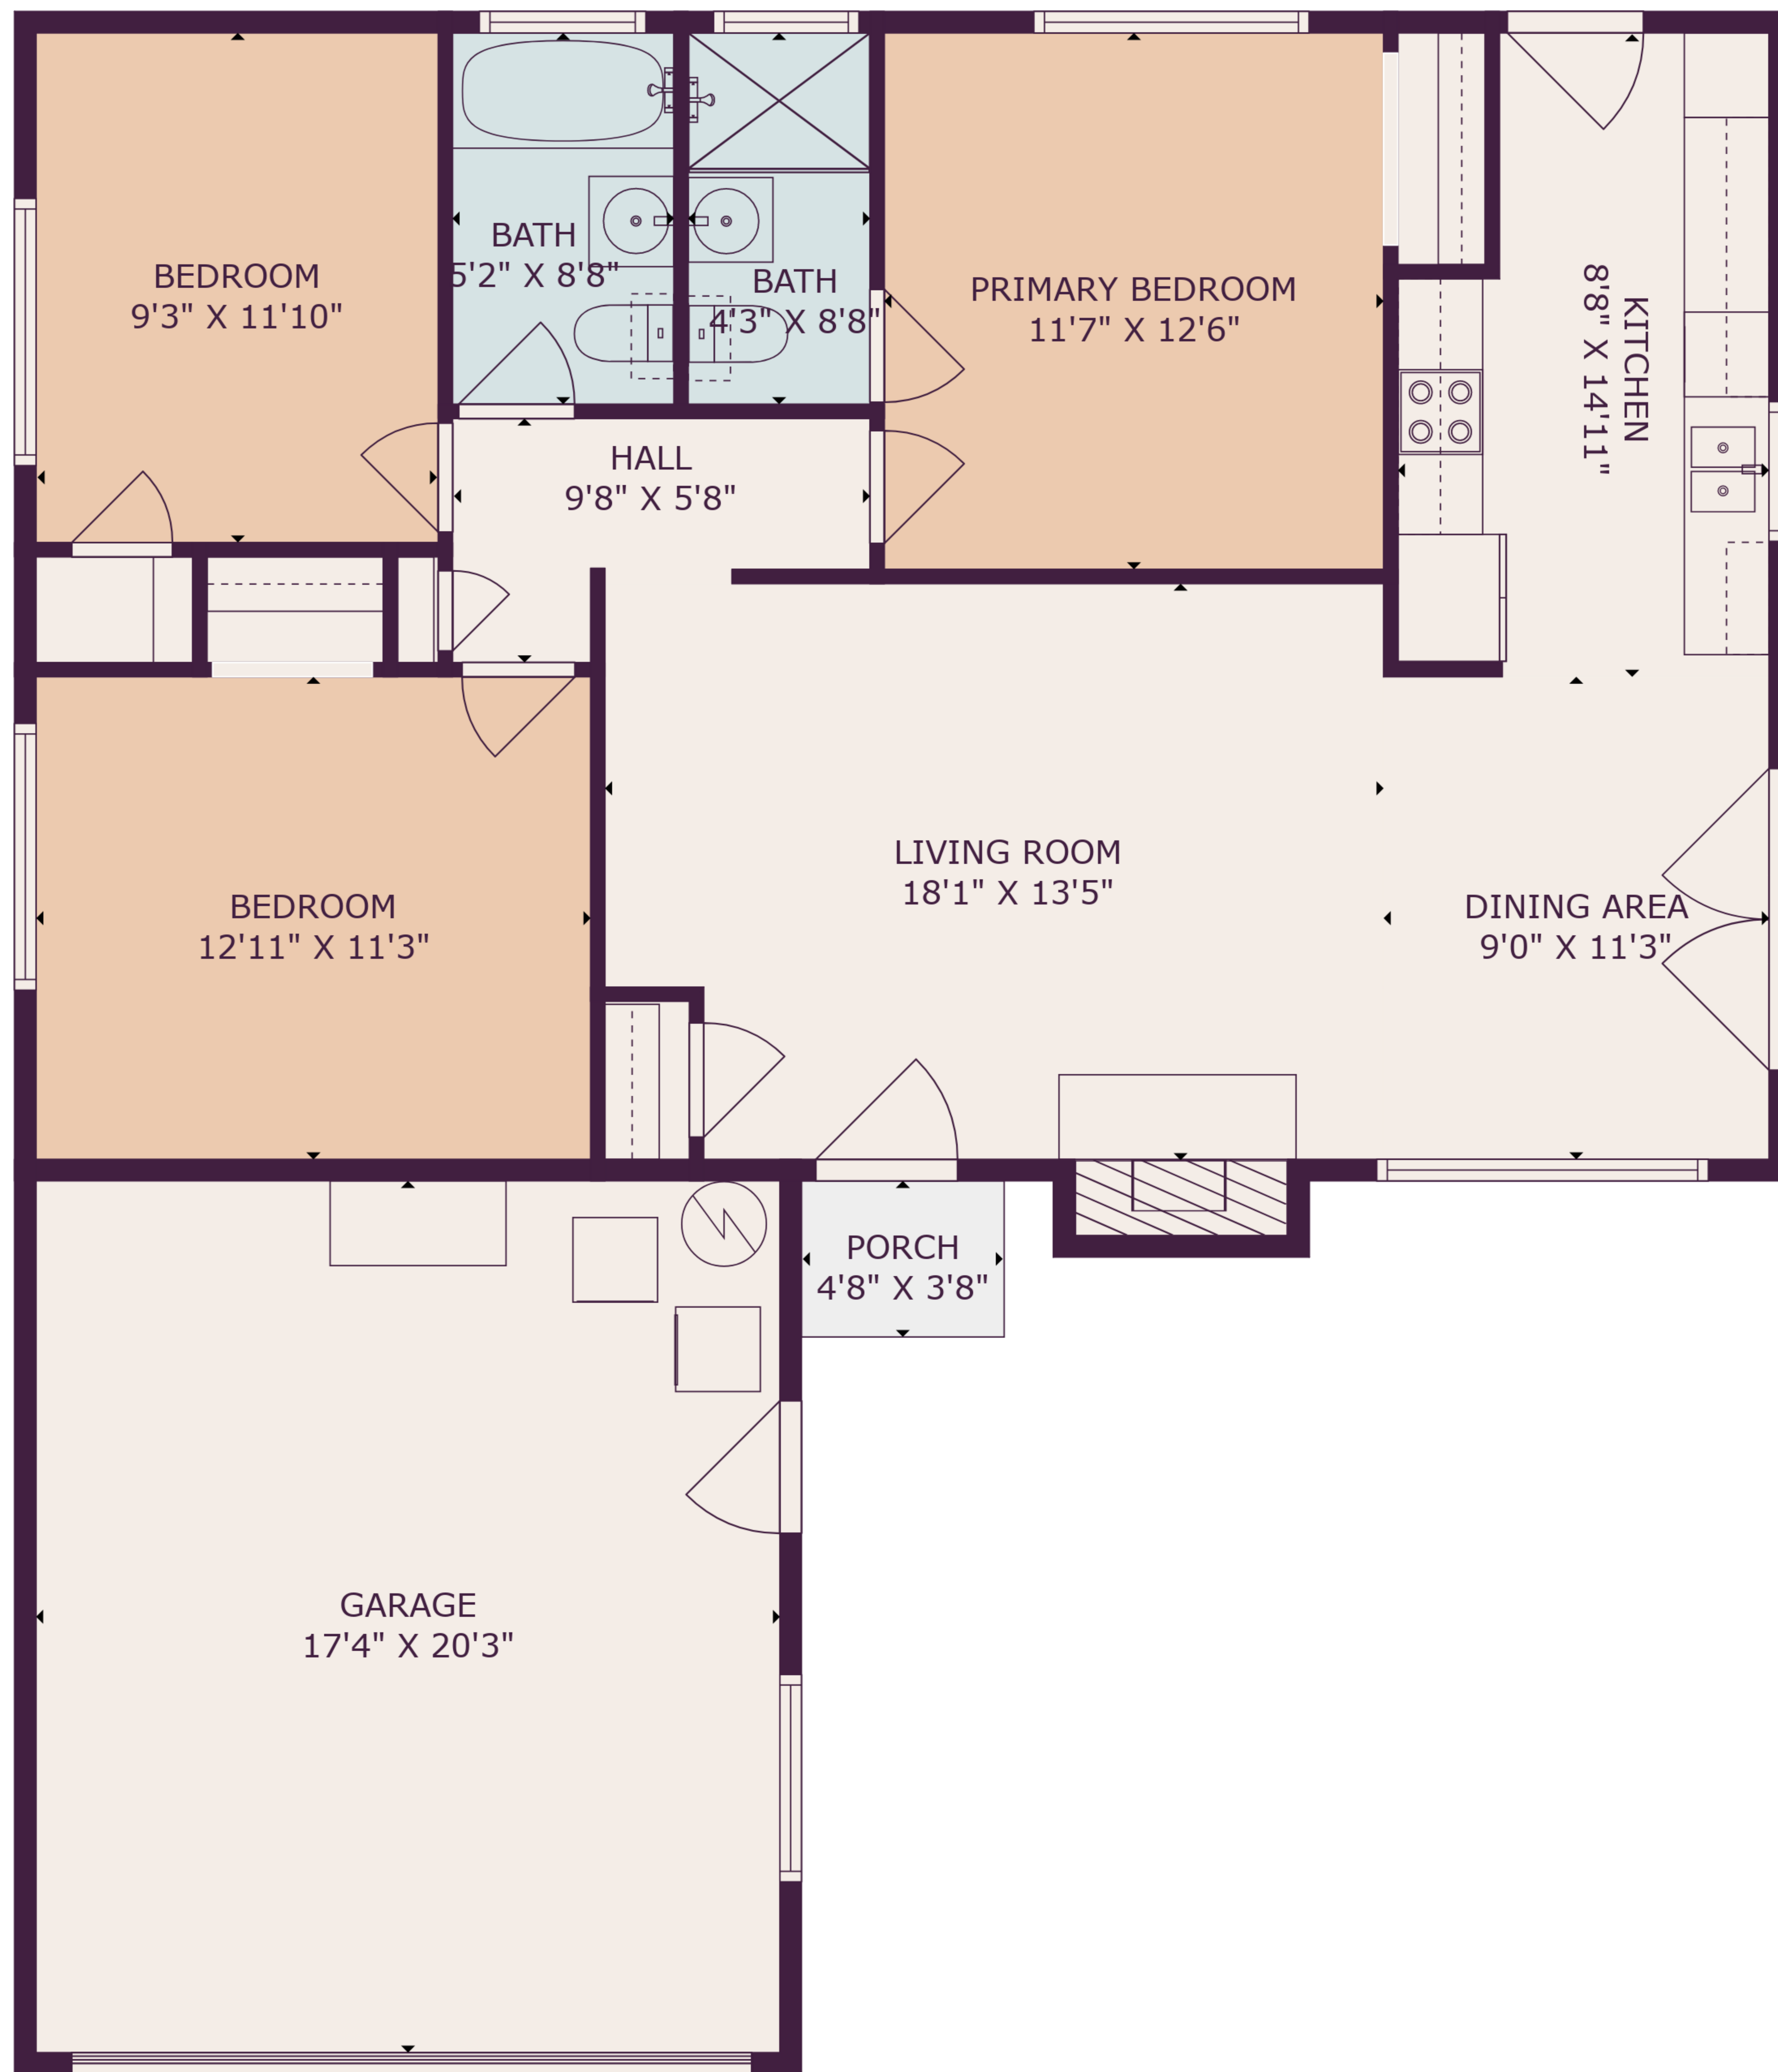 BEDROOM
9'3" X 11'10"
BATH
5'2" X 8'8"
BATH
4'3" X 8'8"
PRIMARY BEDROOM
11'7" X 12'6"
KITCHEN
8'8" X 14'11"
HALL
9'8" X 5'8"
BEDROOM
12'11" X 11'3"
LIVING ROOM
18'1" X 13'5"
DINING AREA
9'0" X 11'3"
PORCH
4'8" X 3'8"
GARAGE
17'4" X 20'3"